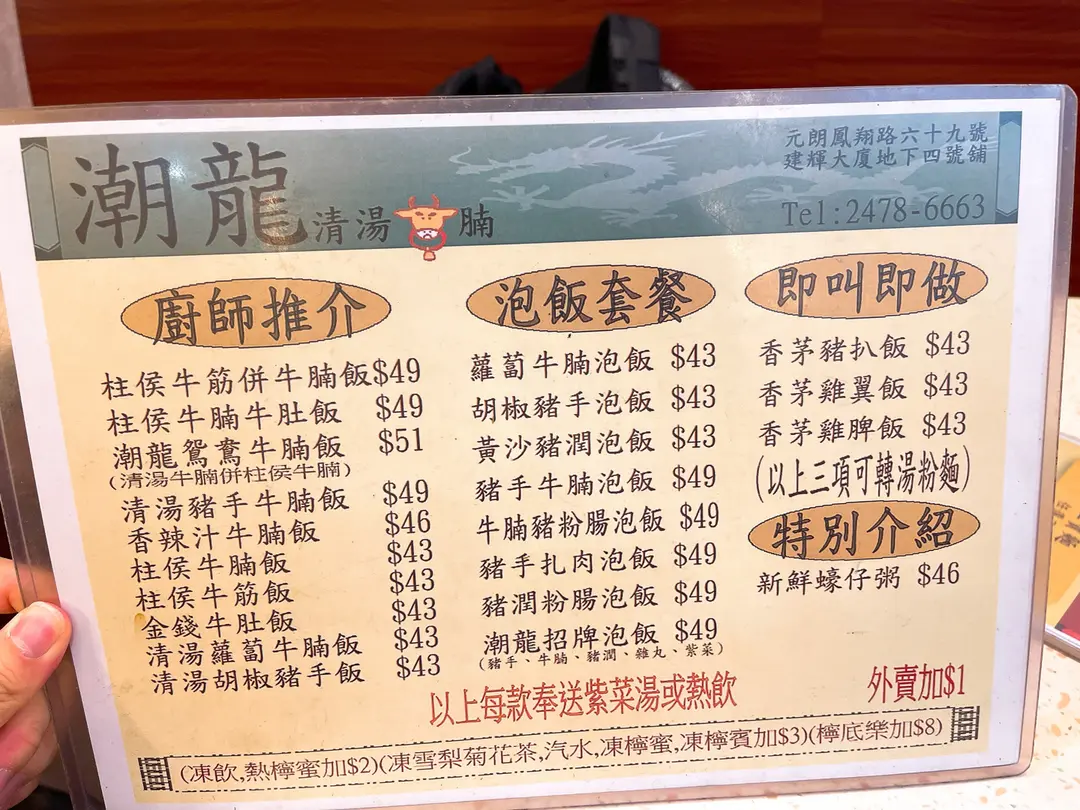 潮龍清湯腩
元朗鳳翔路六十九號
建輝大廈地下四號舖
Tel:2478-6663
廚師推介
柱侯牛筋併牛腩飯$49
柱侯牛腩牛肚飯 $49
潮龍鴛鴦牛腩飯 $51
(清湯牛腩併柱侯牛腩)
清湯豬手牛腩飯 $49
香辣汁牛腩飯 $46
柱侯牛腩飯 $43
柱侯牛筋飯 $43
金錢牛肚飯 $43
清湯蘿蔔牛腩飯 $43
清湯胡椒豬手飯 $43
泡飯套餐
蘿蔔牛腩泡飯 $43
胡椒豬手泡飯 $43
黃沙豬潤泡飯 $43
豬手牛腩泡飯 $49
牛腩豬粉腸泡飯 $49
豬手扎肉泡飯 $49
豬潤粉腸泡飯 $49
潮龍招牌泡飯 $49
(豬手、牛腩、豬潤、雜丸、紫菜)
即叫即做
香茅豬扒飯 $43
香茅雞翼飯 $43
香茅雞脾飯 $43
(以上三項可轉湯粉麵)
特別介紹
新鮮蠔仔粥 $46
以上每款奉送紫菜湯或熱飲
外賣加$1
(凍飲,熱檸蜜加$2)(凍雪梨菊花茶,汽水,凍檸蜜,凍檸賓加$3)(檸底樂加$8)